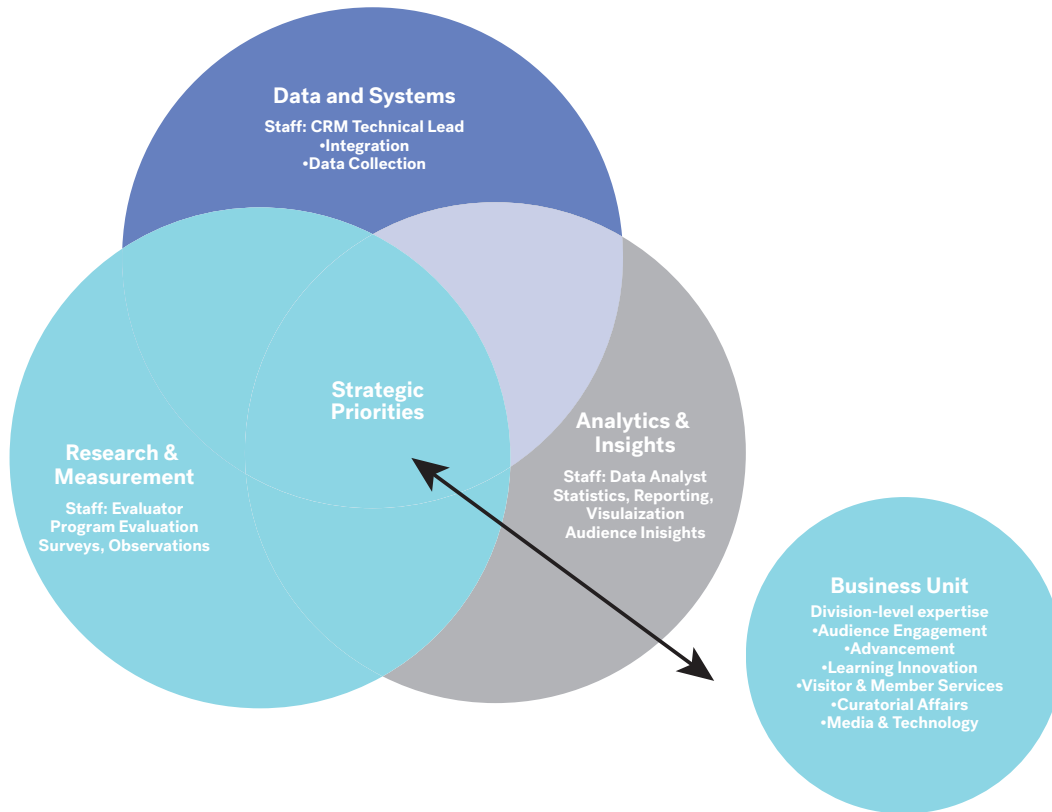 Data and Systems
Staff: CRM Technical Lead
•Integration
•Data Collection
Strategic
Priorities
Research &
Measurement
Staff: Evaluator
Program Evaluation
Surveys, Observations
Analytics &
Insights
Staff: Data Analyst
Statistics, Reporting,
Visulaization
Audience Inisights
Business Unit
Division-level expertise
•Audience Engagement
•Advancement
•Learning Innovation
•Visitor & Member Services
•Curatorial Affairs
•Media & Technology